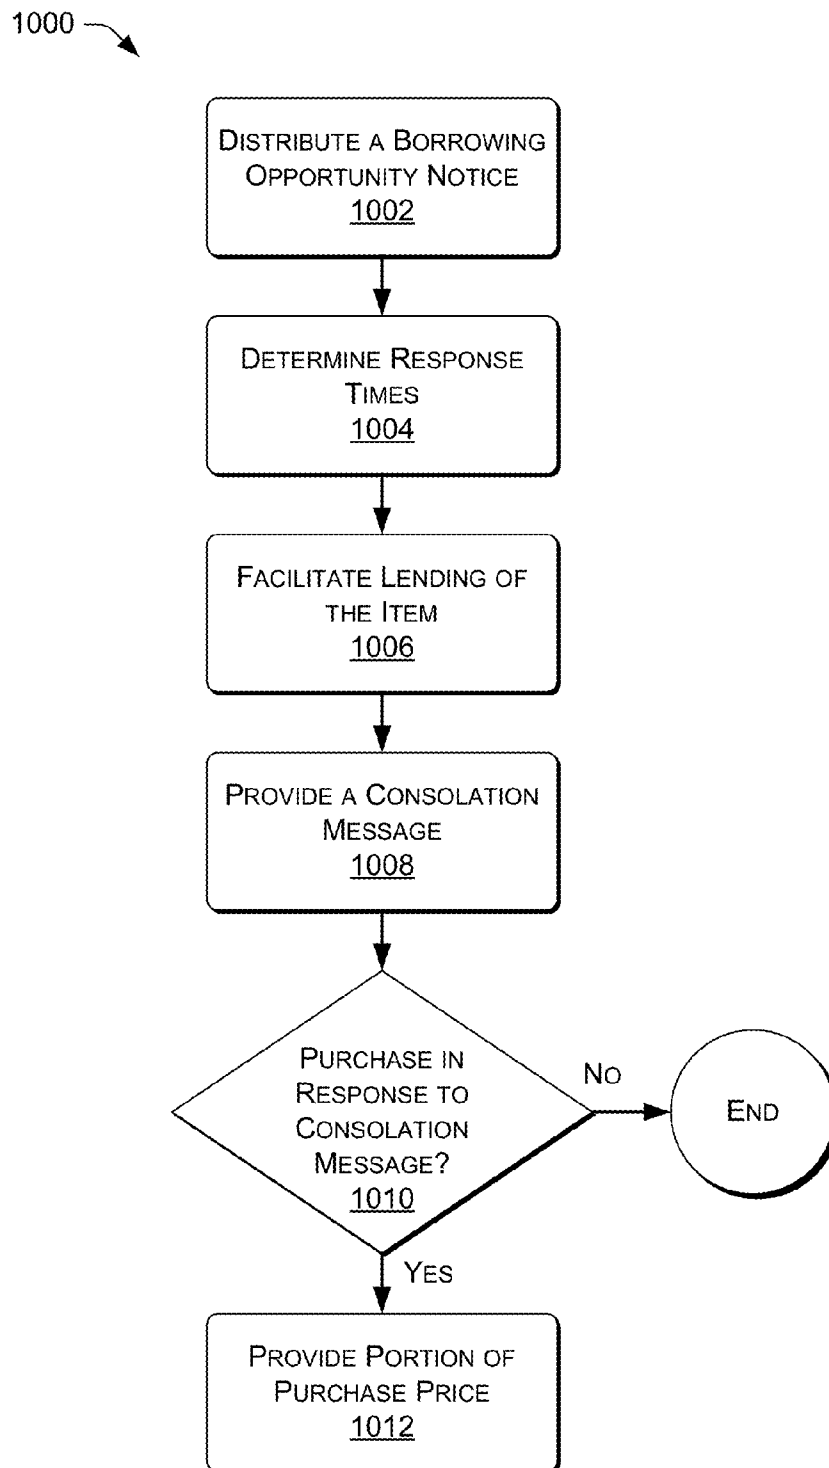 1000
DISTRIBUTE A BORROWING
OPPORTUNITY NOTICE
1002
DETERMINE RESPONSE
TIMES
1004
FACILITATE LENDING OF
THE ITEM
1006
PROVIDE A CONSOLATION
MESSAGE
1008
PURCHASE IN
RESPONSE TO
CONSOLATION
MESSAGE?
1010
NO
END
YES
PROVIDE PORTION OF
PURCHASE PRICE
1012